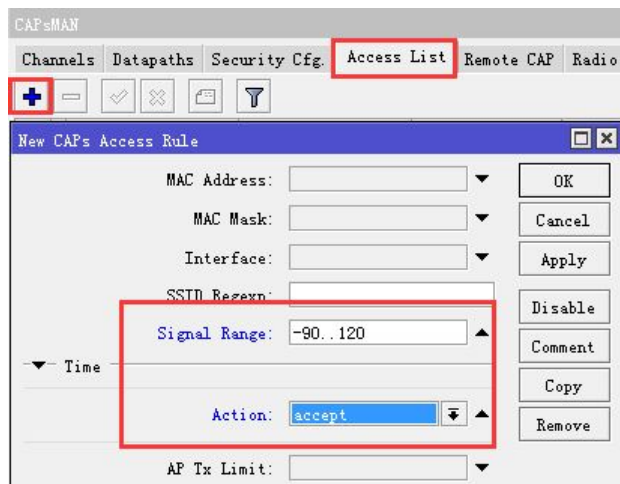 CAPsMAN
Channels Datapaths Security Cfg. Access List Remote CAP Radio
New CAPs Access Rule
MAC Address:
OK
MAC Mask:
Cancel
Interface:
Apply
SSID Regexp:
Disable
Signal Range: -90..120
Comment
Time
Copy
Action: accept
Remove
AP Tx Limit: